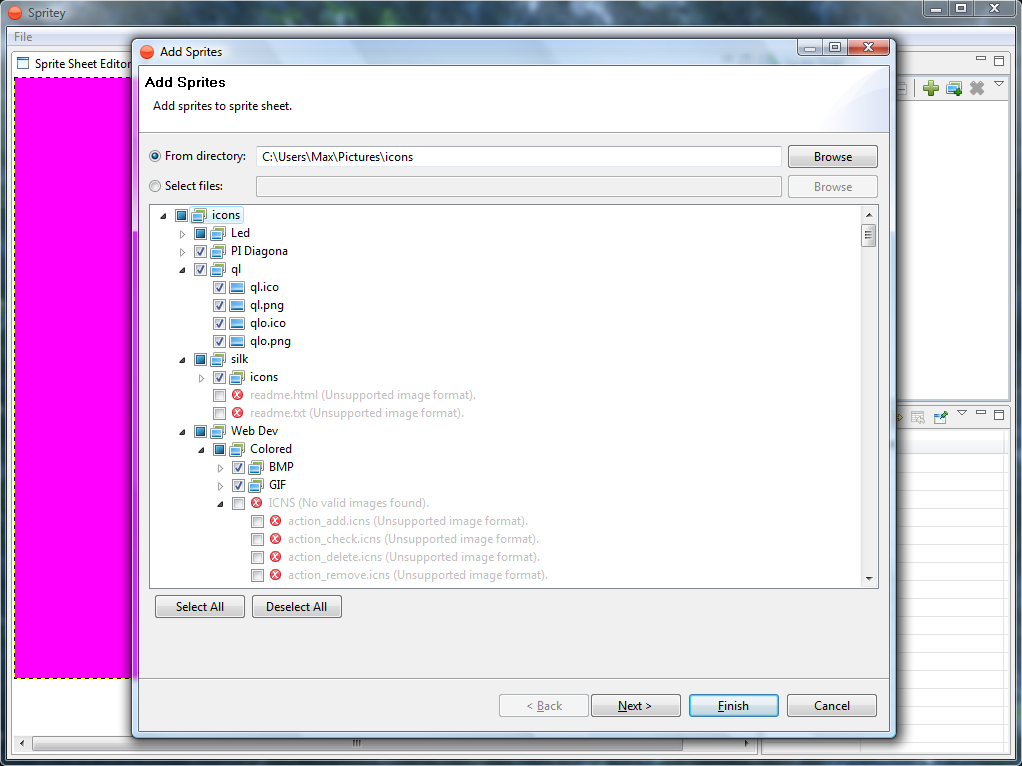 Spritey
File
Sprite Sheet Editor
Add Sprites
Add Sprites
Add sprites to sprite sheet.
From directory: C:\Users\Max\Pictures\icons Browse
Select files: Browse
icons
Led
PI Diagona
ql
ql.ico
ql.png
qlo.ico
qlo.png
silk
icons
readme.html (Unsupported image format).
readme.txt (Unsupported image format).
Web Dev
Colored
BMP
GIF
ICNS (No valid images found).
action_add.icns (Unsupported image format).
action_check.icns (Unsupported image format).
action_delete.icns (Unsupported image format).
action_remove.icns (Unsupported image format).
Select All Deselect All
< Back Next > Finish Cancel